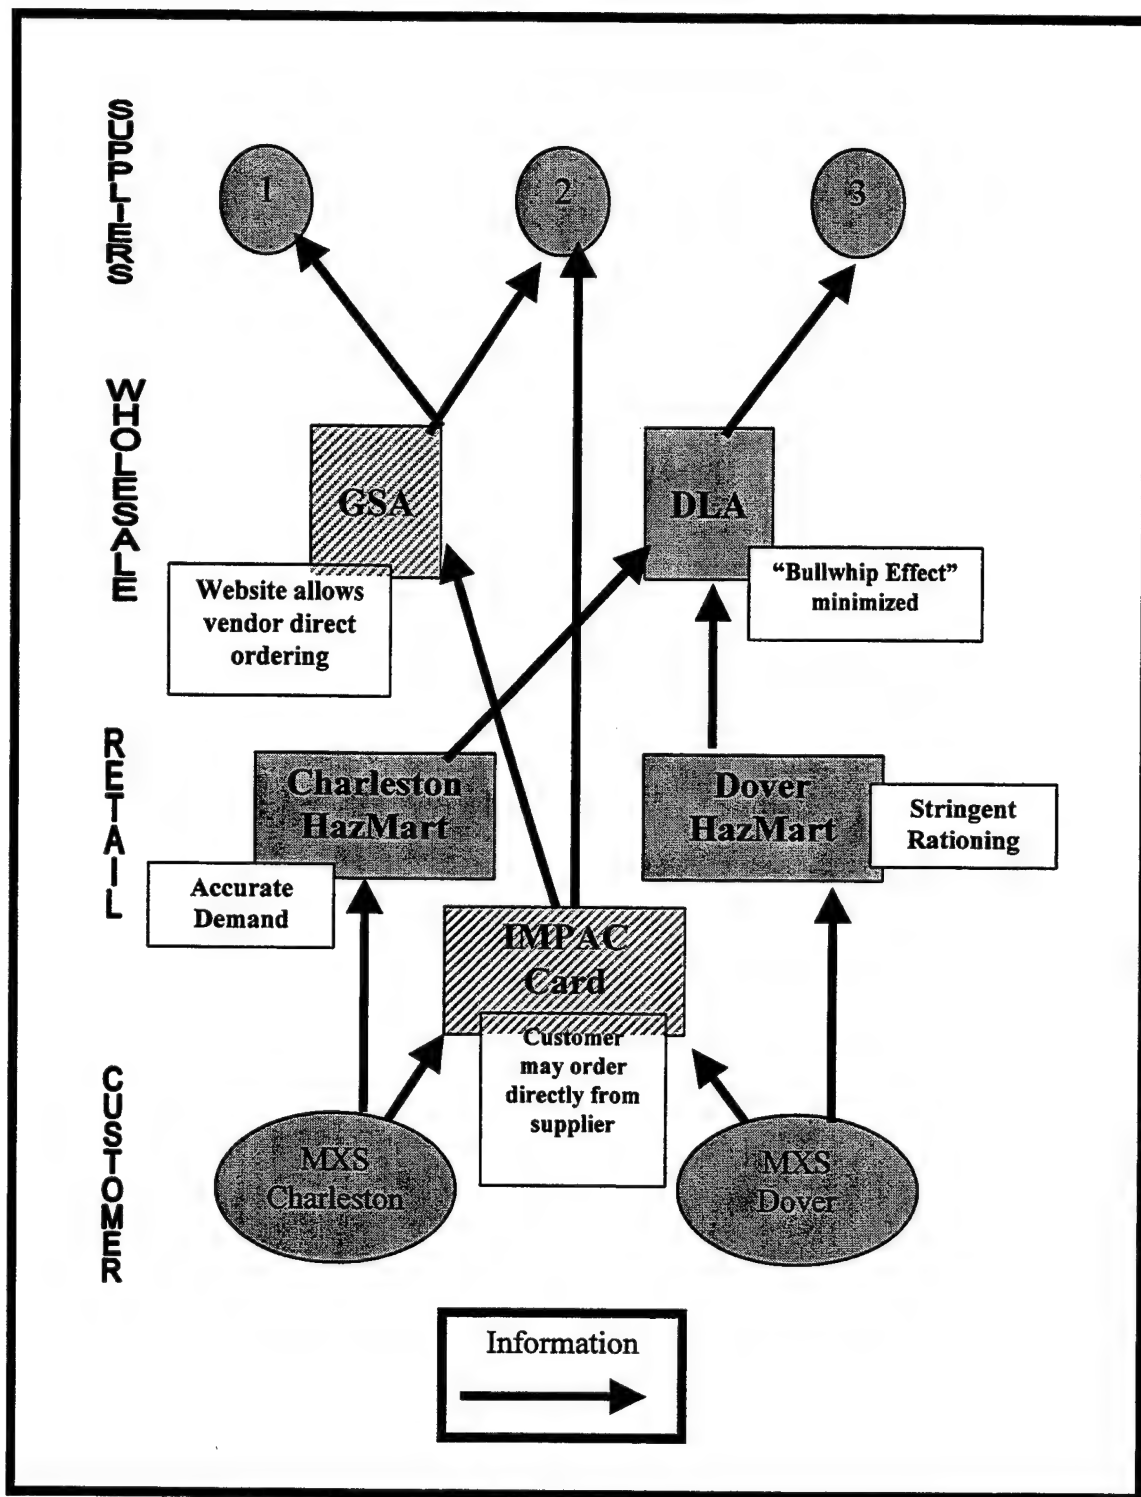 SUPPLIERS
1
2
3
WHOLESALE
GSA
DLA
Website allows
vendor direct
ordering
“Bullwhip Effect”
minimized
RETAIL
Charleston
HazMart
Dover
HazMart
Stringent
Rationing
Accurate
Demand
IMPAC
Card
Customer
may order
directly from
supplier
CUSTOMER
MXS
Charleston
MXS
Dover
Information